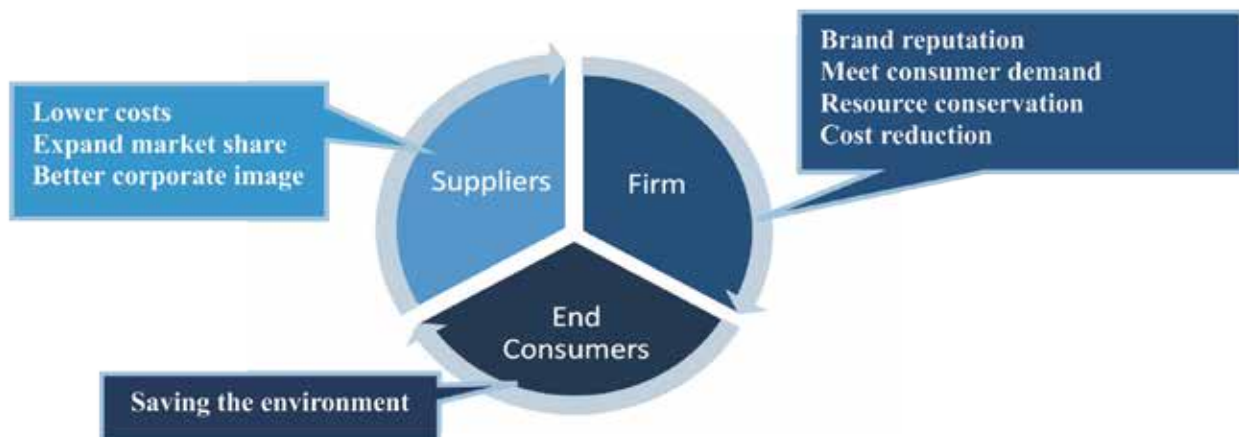 Lower costs
Expand market share
Better corporate image
Suppliers
Firm
Brand reputation
Meet consumer demand
Resource conservation
Cost reduction
End
Consumers
Saving the environment